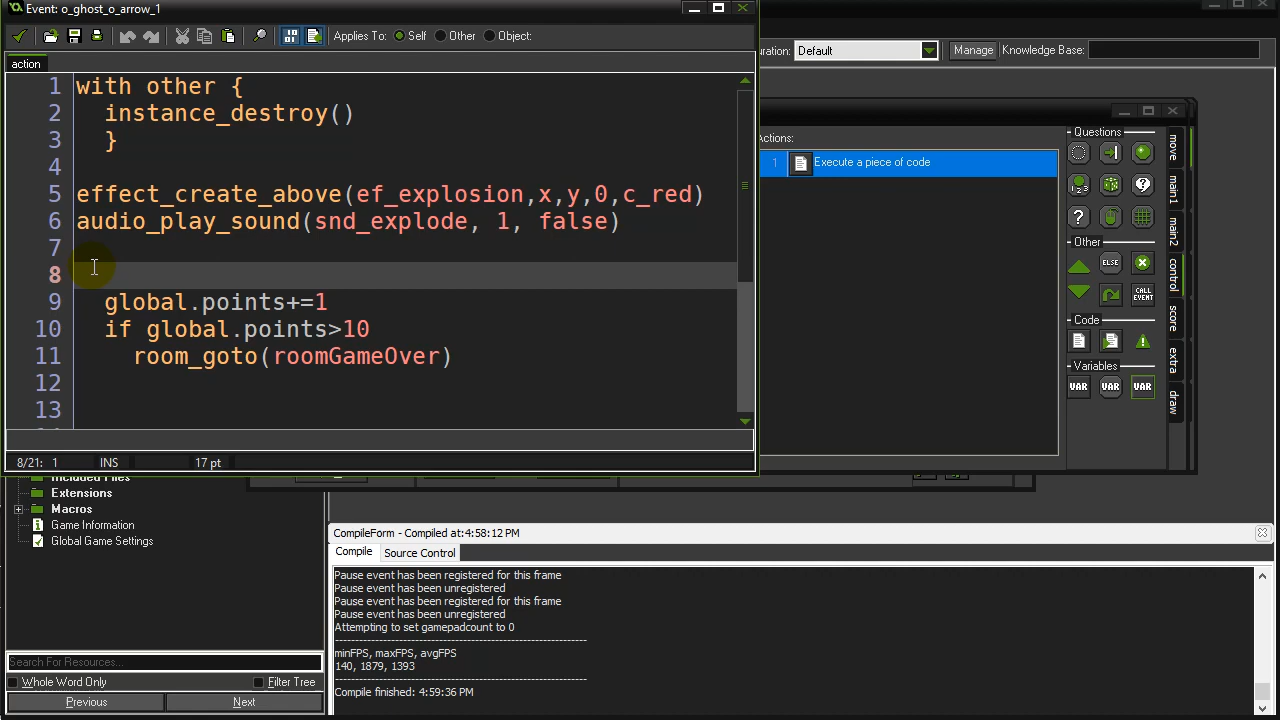 Event: o_ghost_o_arrow_1
Applies To: Self Other Object:
uration: Default Manage Knowledge Base:
action
1 with other {
2 instance_destroy()
3 }
4
5 effect_create_above(ef_explosion,x,y,0,c_red)
6 audio_play_sound(snd_explode, 1, false)
7
8
9 global.points+=1
10 if global.points>10
11 room_goto(roomGameOver)
12
13
8/21: 1 INS 17 pt
Actions:
1 Execute a piece of code
Questions
Other
ELSE
CALL EVENT
Code
Variables
VAR VAR VAR
move
main1
main2
control
score
extra
draw
Included Files
Extensions
Macros
Game Information
Global Game Settings
Search For Resources...
Whole Word Only Filter Tree
Previous Next
CompileForm - Compiled at:4:58:12 PM
Compile Source Control
Pause event has been registered for this frame
Pause event has been unregistered
Pause event has been registered for this frame
Pause event has been unregistered
Attempting to set gamepadcount to 0
minFPS, maxFPS, avgFPS
140, 1879, 1393
Compile finished: 4:59:36 PM